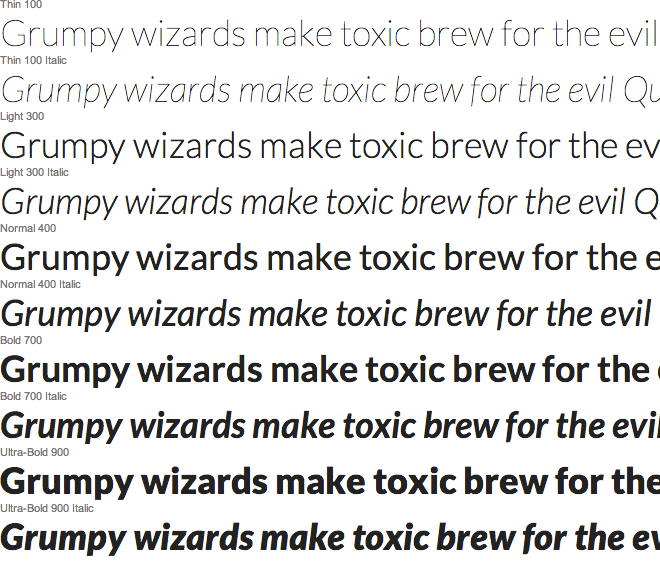 Thin 100
Grumpy wizards make toxic brew for the evil
Thin 100 Italic
Grumpy wizards make toxic brew for the evil Qu
Light 300
Grumpy wizards make toxic brew for the ev
Light 300 Italic
Grumpy wizards make toxic brew for the evil Q
Normal 400
Grumpy wizards make toxic brew for the e
Normal 400 Italic
Grumpy wizards make toxic brew for the evil
Bold 700
Grumpy wizards make toxic brew for the
Bold 700 Italic
Grumpy wizards make toxic brew for the evil
Ultra-Bold 900
Grumpy wizards make toxic brew for the
Ultra-Bold 900 Italic
Grumpy wizards make toxic brew for the ev